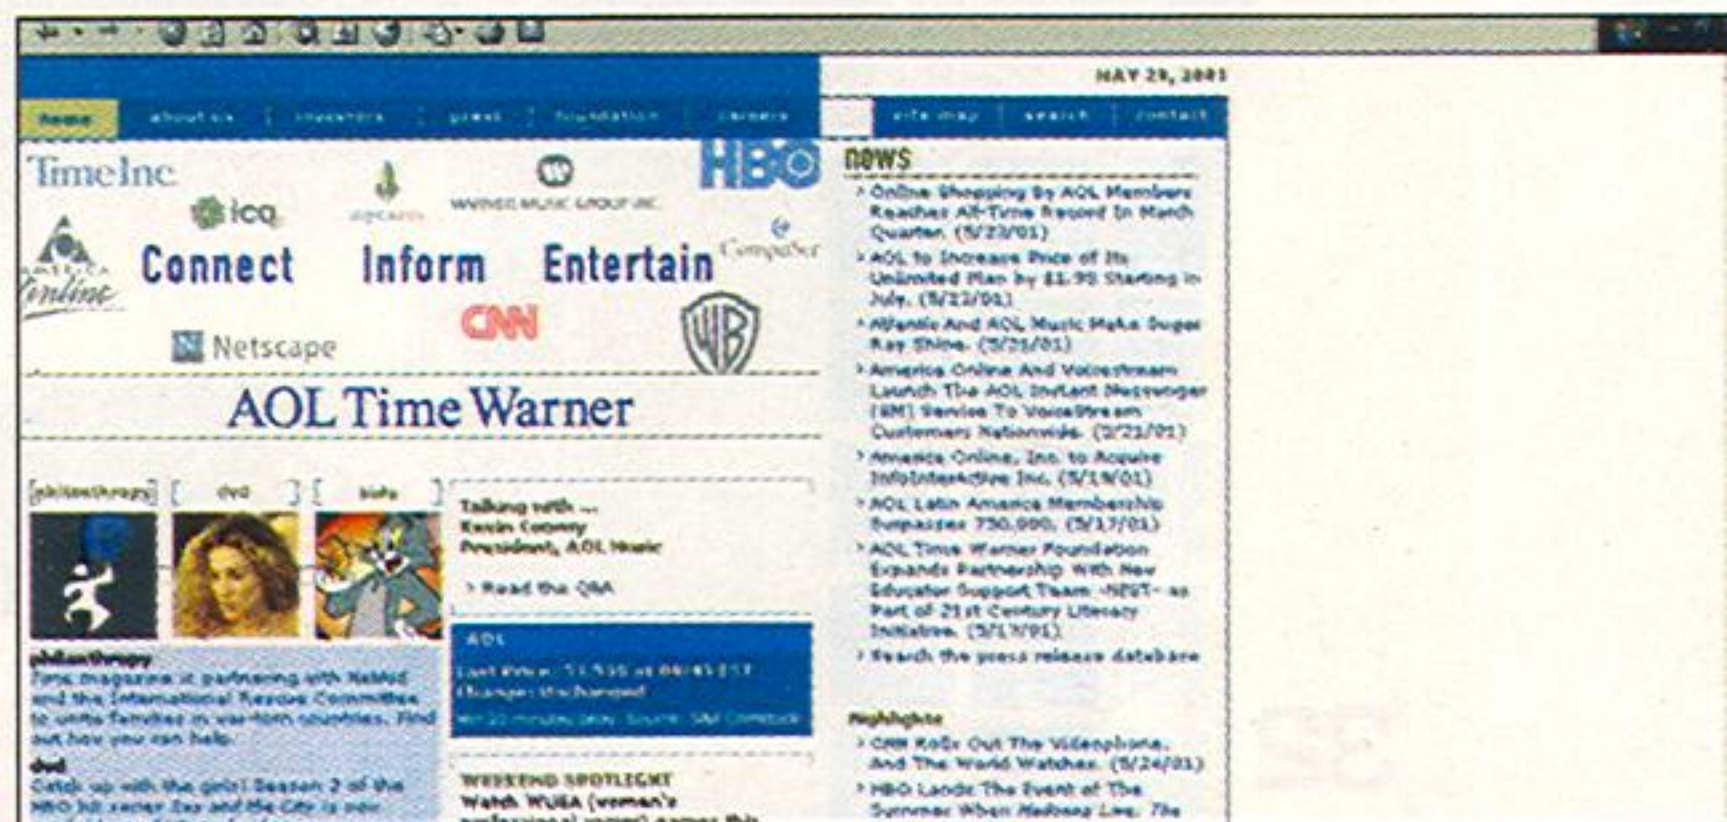 MAY 29, 2001
home about us investors press foundation careers site map search contact
Time Inc.
icq
WARNER MUSIC GROUP INC.
HBO
AMERICA
Online
Connect Inform Entertain
CompuServe
Netscape
CNN
WB
AOL Time Warner
[philanthropy] [ dvd ] [ kids ]
philanthropy
Time magazine is partnering with NetAid
and the International Rescue Committee
to unite families in war-torn countries. Find
out how you can help.
dvd
Catch up with the girls! Season 2 of the
HBO hit series Sex and the City is now
Talking with ...
Kevin Conroy
President, AOL Music
> Read the Q&A
AOL
Last Price:
Change: Unchanged
WEEKEND SPOTLIGHT
Watch WUSA (women's
news
> Online Shopping By AOL Members
Reaches All-Time Record In March
Quarter. (5/23/01)
> AOL to Increase Price of Its
Unlimited Plan by $1.95 Starting in
July. (5/22/01)
> Atlantic And AOL Music Make Sugar
Ray Shine. (5/21/01)
> America Online And Voicestream
Launch The AOL Instant Messenger
(SM) Service To VoiceStream
Customers Nationwide. (5/21/01)
> America Online, Inc. to Acquire
InfoInteractive Inc. (5/18/01)
> AOL Latin America Membership
Surpasses 750,000. (5/17/01)
> AOL Time Warner Foundation
Expands Partnership With New
Educator Support Team -NEST- as
Part of 21st Century Literacy
Initiative. (5/17/01)
> Search the press release database
Highlights
> CNN Rolls Out The Videophone,
And The World Watches. (5/24/01)
> HBO Lands The Event of The
Summer When Madonna Live, The